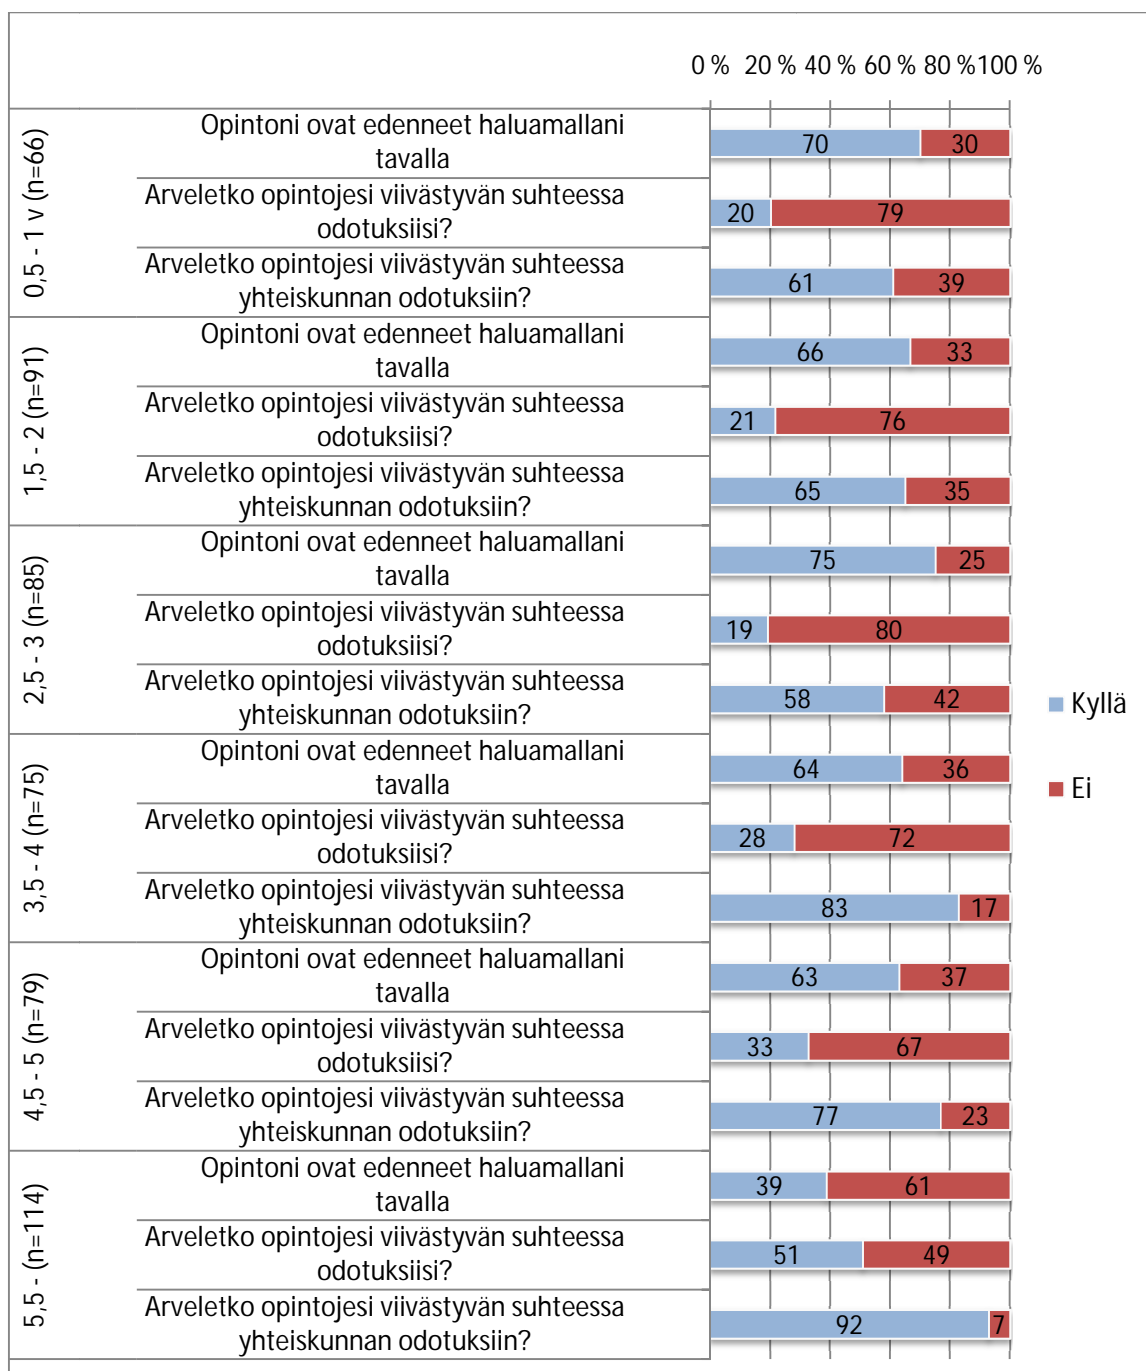 0 % 20 % 40 % 60 % 80 %100 %
0,5 - 1 v (n=66)
Opintoni ovat edenneet haluamallani
tavalla
70 30
Arveletko opintojesi viivästyvän suhteessa
odotuksiisi?
20 79
Arveletko opintojesi viivästyvän suhteessa
yhteiskunnan odotuksiin?
61 39
1,5 - 2 (n=91)
Opintoni ovat edenneet haluamallani
tavalla
66 33
Arveletko opintojesi viivästyvän suhteessa
odotuksiisi?
21 76
Arveletko opintojesi viivästyvän suhteessa
yhteiskunnan odotuksiin?
65 35
2,5 - 3 (n=85)
Opintoni ovat edenneet haluamallani
tavalla
75 25
Arveletko opintojesi viivästyvän suhteessa
odotuksiisi?
19 80
Arveletko opintojesi viivästyvän suhteessa
yhteiskunnan odotuksiin?
58 42
3,5 - 4 (n=75)
Opintoni ovat edenneet haluamallani
tavalla
64 36
Arveletko opintojesi viivästyvän suhteessa
odotuksiisi?
28 72
Arveletko opintojesi viivästyvän suhteessa
yhteiskunnan odotuksiin?
83 17
4,5 - 5 (n=79)
Opintoni ovat edenneet haluamallani
tavalla
63 37
Arveletko opintojesi viivästyvän suhteessa
odotuksiisi?
33 67
Arveletko opintojesi viivästyvän suhteessa
yhteiskunnan odotuksiin?
77 23
5,5 - (n=114)
Opintoni ovat edenneet haluamallani
tavalla
39 61
Arveletko opintojesi viivästyvän suhteessa
odotuksiisi?
51 49
Arveletko opintojesi viivästyvän suhteessa
yhteiskunnan odotuksiin?
92 7
Kyllä
Ei